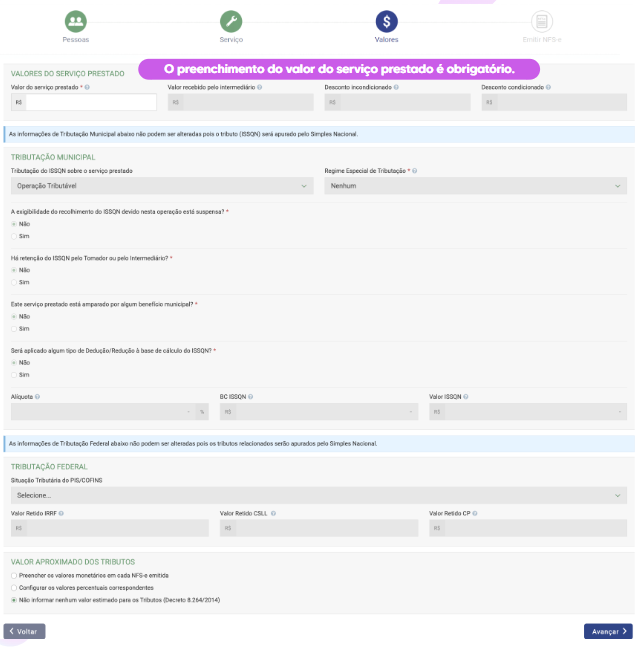 Pessoas
Serviço
Valores
Emitir NFS-e
VALORES DO SERVIÇO PRESTADO
O preenchimento do valor do serviço prestado é obrigatório.
Valor do serviço prestado * Valor recebido pelo intermediário Desconto incondicionado Desconto condicionado
R$ R$ R$ R$
As informações de Tributação Municipal abaixo não podem ser alteradas pois o tributo (ISSQN) será apurado pelo Simples Nacional.
TRIBUTAÇÃO MUNICIPAL
Tributação do ISSQN sobre o serviço prestado Regime Especial de Tributação *
Operação Tributável Nenhum
A exigibilidade do recolhimento do ISSQN devido nesta operação está suspensa? *
Não
Sim
Há retenção do ISSQN pelo Tomador ou pelo Intermediário? *
Não
Sim
Este serviço prestado está amparado por algum benefício municipal? *
Não
Sim
Será aplicado algum tipo de Dedução/Redução à base de cálculo do ISSQN? *
Não
Sim
Alíquota BC ISSQN Valor ISSQN
- % R$ - R$ -
As informações de Tributação Federal abaixo não podem ser alteradas pois os tributos relacionados serão apurados pelo Simples Nacional.
TRIBUTAÇÃO FEDERAL
Situação Tributária do PIS/COFINS
Selecione...
Valor Retido IRRF Valor Retido CSLL Valor Retido CP
R$ R$ R$
VALOR APROXIMADO DOS TRIBUTOS
Preencher os valores monetários em cada NFS-e emitida
Configurar os valores percentuais correspondentes
Não informar nenhum valor estimado para os Tributos (Decreto 8.264/2014)
Voltar Avançar